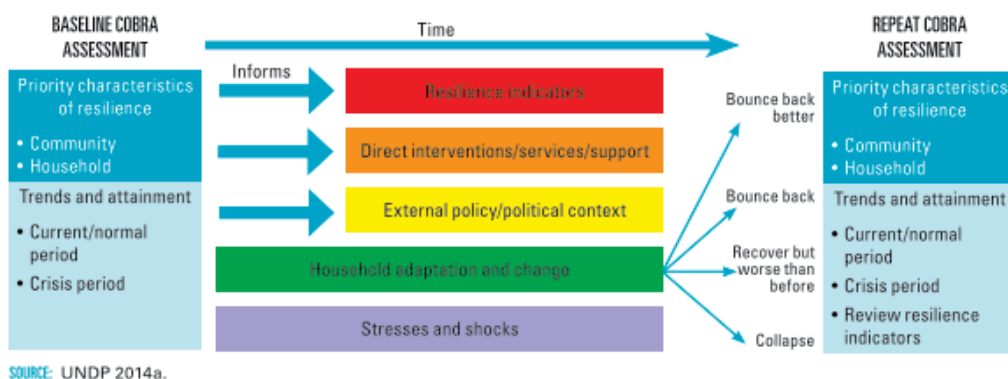 BASELINE COBRA
ASSESSMENT
Priority characteristics
of resilience
• Community
• Household
Trends and attainment
• Current/normal
period
• Crisis period
Time
Informs
Resilience indicators
Direct interventions/services/support
External policy/political context
Household adaptation and change
Stresses and shocks
Bounce back
better
Bounce back
Recover but
worse than
before
Collapse
REPEAT COBRA
ASSESSMENT
Priority characteristics
of resilience
• Community
• Household
Trends and attainment
• Current/normal
period
• Crisis period
• Review resilience
indicators
SOURCE: UNDP 2014a.